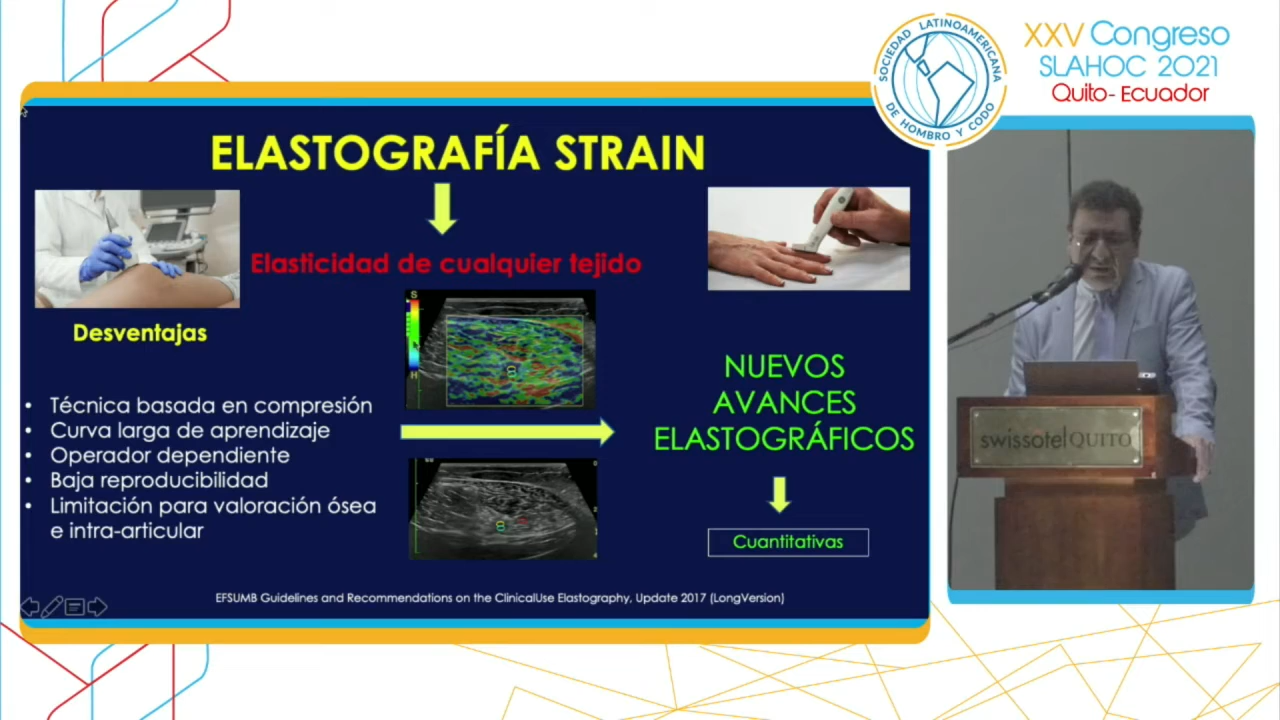 SOCIEDAD LATINOAMERICANA
DE HOMBRO Y CODO
XXV Congreso
SLAHOC 2021
Quito- Ecuador
ELASTOGRAFÍA STRAIN
Elasticidad de cualquier tejido
Desventajas
• Técnica basada en compresión
• Curva larga de aprendizaje
• Operador dependiente
• Baja reproducibilidad
• Limitación para valoración ósea
e intra-articular
S
H
NUEVOS
AVANCES
ELASTOGRÁFICOS
Cuantitativas
EFSUMB Guidelines and Recommendations on the ClinicalUse Elastography, Update 2017 (LongVersion)
swissotel QUITO